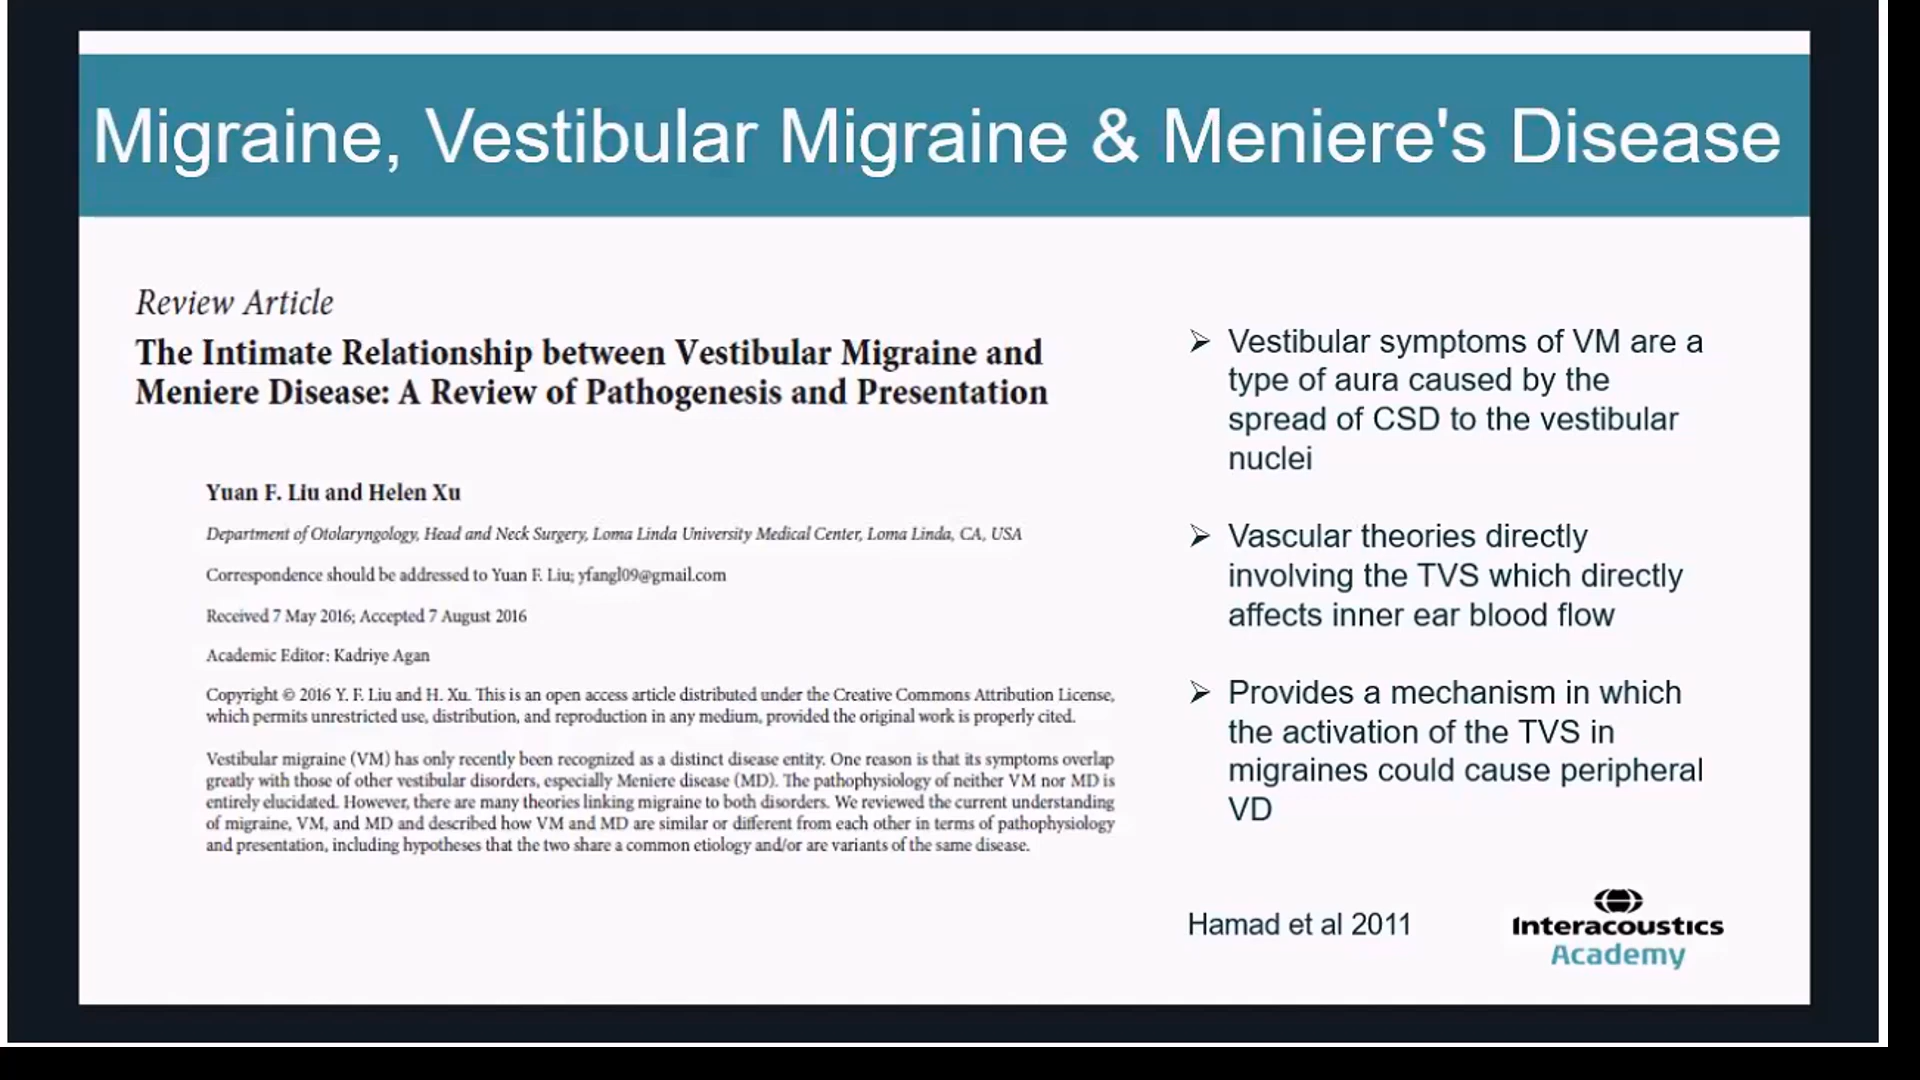 Migraine, Vestibular Migraine & Meniere's Disease
Review Article
The Intimate Relationship between Vestibular Migraine and
Meniere Disease: A Review of Pathogenesis and Presentation
Yuan F. Liu and Helen Xu
Department of Otolaryngology, Head and Neck Surgery, Loma Linda University Medical Center, Loma Linda, CA, USA
Correspondence should be addressed to Yuan F. Liu; yfangl09@gmail.com
Received 7 May 2016; Accepted 7 August 2016
Academic Editor: Kadriye Agan
Copyright © 2016 Y. F. Liu and H. Xu. This is an open access article distributed under the Creative Commons Attribution License,
which permits unrestricted use, distribution, and reproduction in any medium, provided the original work is properly cited.
Vestibular migraine (VM) has only recently been recognized as a distinct disease entity. One reason is that its symptoms overlap
greatly with those of other vestibular disorders, especially Meniere disease (MD). The pathophysiology of neither VM nor MD is
entirely elucidated. However, there are many theories linking migraine to both disorders. We reviewed the current understanding
of migraine, VM, and MD and described how VM and MD are similar or different from each other in terms of pathophysiology
and presentation, including hypotheses that the two share a common etiology and/or are variants of the same disease.
➢ Vestibular symptoms of VM are a
type of aura caused by the
spread of CSD to the vestibular
nuclei
➢ Vascular theories directly
involving the TVS which directly
affects inner ear blood flow
➢ Provides a mechanism in which
the activation of the TVS in
migraines could cause peripheral
VD
Hamad et al 2011
Interacoustics
Academy